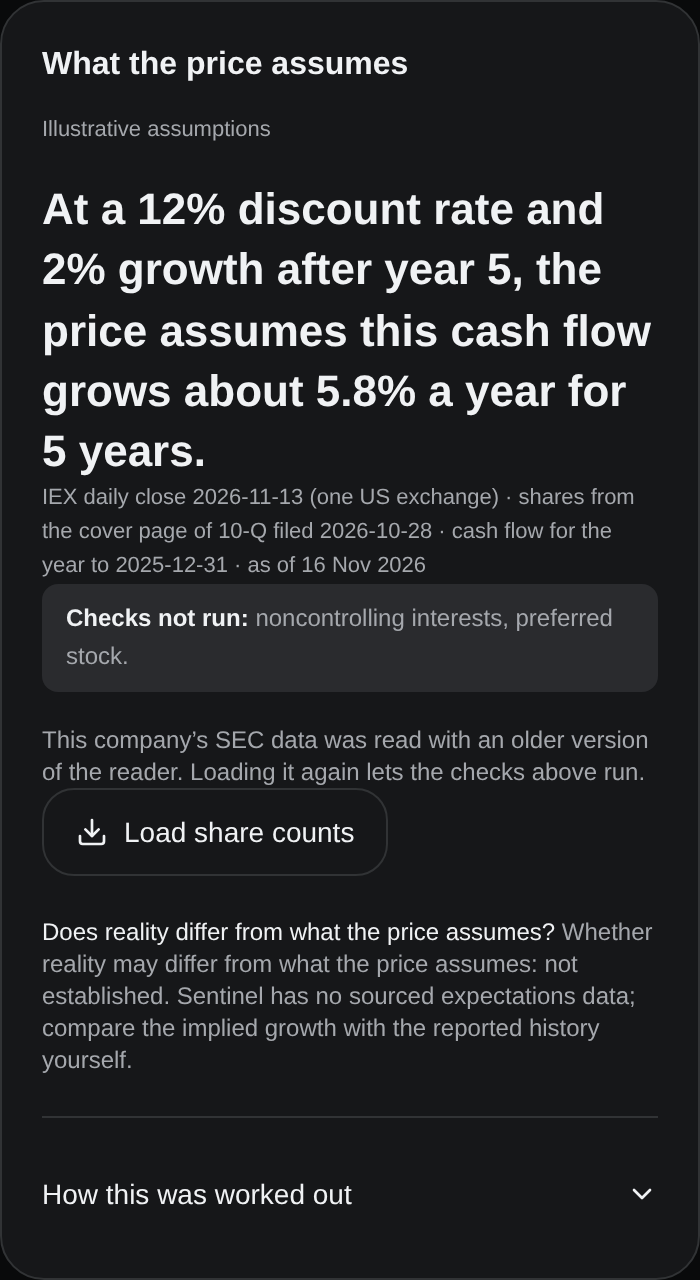 What the price assumes
Illustrative assumptions
At a 12% discount rate and
2% growth after year 5, the
price assumes this cash flow
grows about 5.8% a year for
5 years.
IEX daily close 2026-11-13 (one US exchange) · shares from
the cover page of 10-Q filed 2026-10-28 · cash flow for the
year to 2025-12-31 · as of 16 Nov 2026
Checks not run: noncontrolling interests, preferred
stock.
This company’s SEC data was read with an older version
of the reader. Loading it again lets the checks above run.
Load share counts
Does reality differ from what the price assumes? Whether
reality may differ from what the price assumes: not
established. Sentinel has no sourced expectations data;
compare the implied growth with the reported history
yourself.
How this was worked out